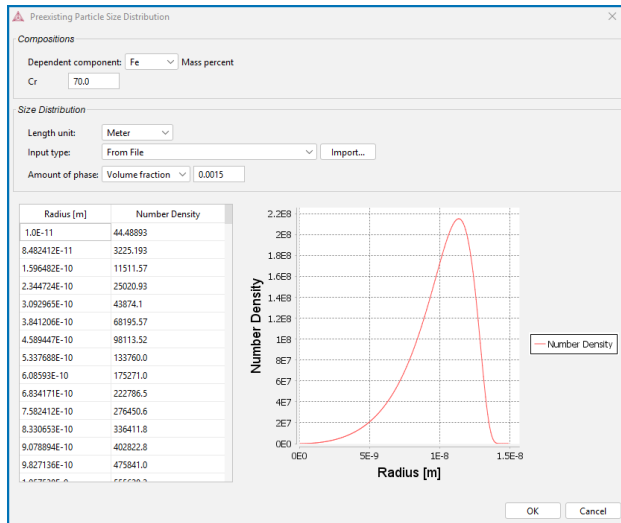 Preexisting Particle Size Distribution
Compositions
Dependent component: Fe Mass percent
Cr 70.0
Size Distribution
Length unit: Meter
Input type: From File Import...
Amount of phase: Volume fraction 0.0015
Radius [m] Number Density
1.0E-11 44.48893
8.482412E-11 3225.193
1.596482E-10 11511.57
2.344724E-10 25020.93
3.092965E-10 43874.1
3.841206E-10 68195.57
4.589447E-10 98113.52
5.337688E-10 133760.0
6.08593E-10 175271.0
6.834171E-10 222786.5
7.582412E-10 276450.6
8.330653E-10 336411.8
9.078894E-10 402822.8
9.827136E-10 475841.0
2.2E8
2E8
1.8E8
1.6E8
1.4E8
1.2E8
1E8
8E7
6E7
4E7
2E7
0E0
Number Density
0E0 5E-9 1E-8 1.5E-8
Radius [m]
Number Density
OK Cancel